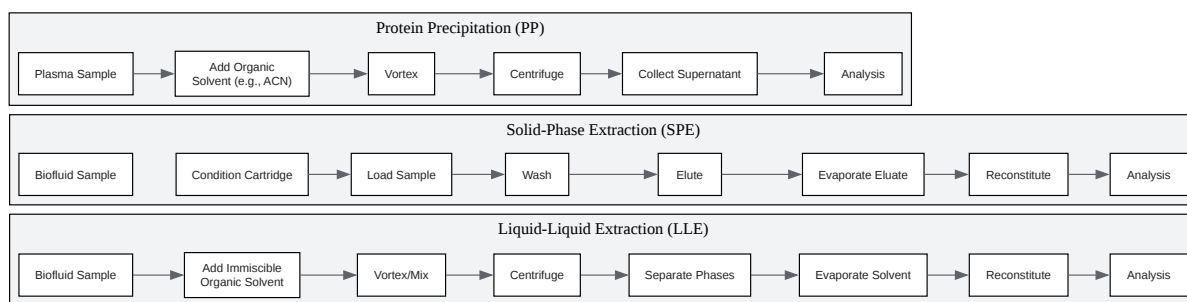 Protein Precipitation (PP)
Plasma Sample
Add Organic
Solvent (e.g., ACN)
Vortex
Centrifuge
Collect Supernatant
Analysis
Solid-Phase Extraction (SPE)
Biofluid Sample
Condition Cartridge
Load Sample
Wash
Elute
Evaporate Eluate
Reconstitute
Analysis
Liquid-Liquid Extraction (LLE)
Biofluid Sample
Add Immiscible
Organic Solvent
Vortex/Mix
Centrifuge
Separate Phases
Evaporate Solvent
Reconstitute
Analysis